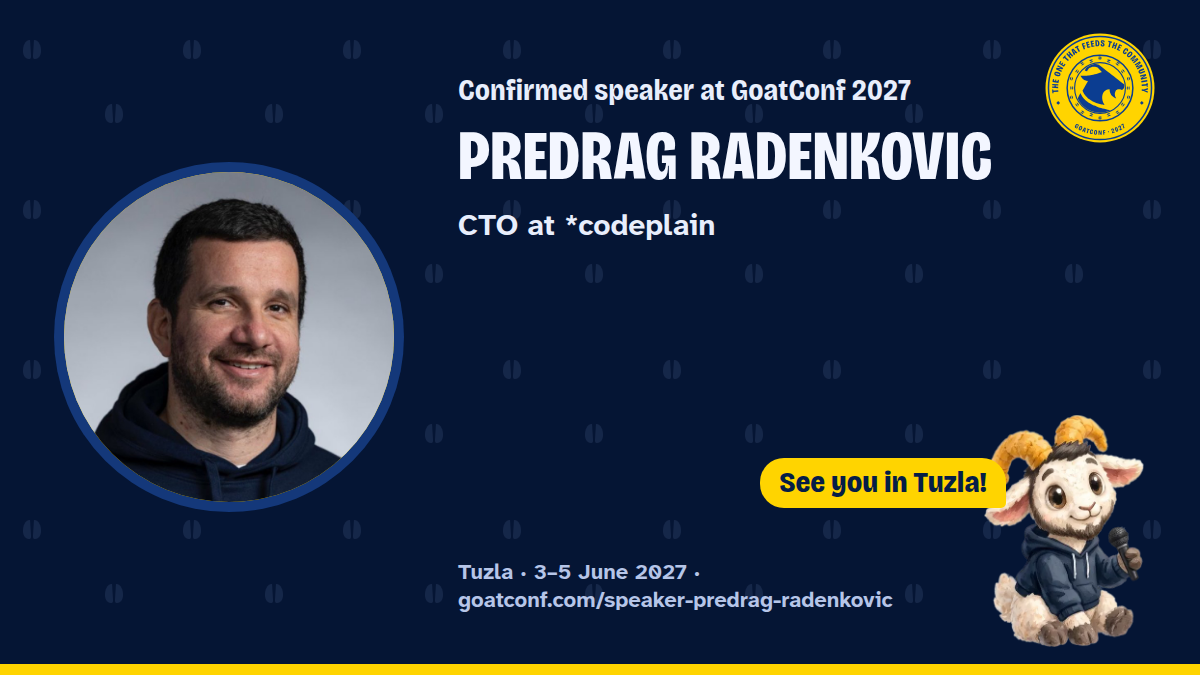 Confirmed speaker at GoatConf 2027
PREDRAG RADENKOVIC
CTO at *codeplain
THE ONE THAT FEEDS THE COMMUNITY
GOATCONF · 2027
See you in Tuzla!
Tuzla · 3–5 June 2027 ·
goatconf.com/speaker-predrag-radenkovic